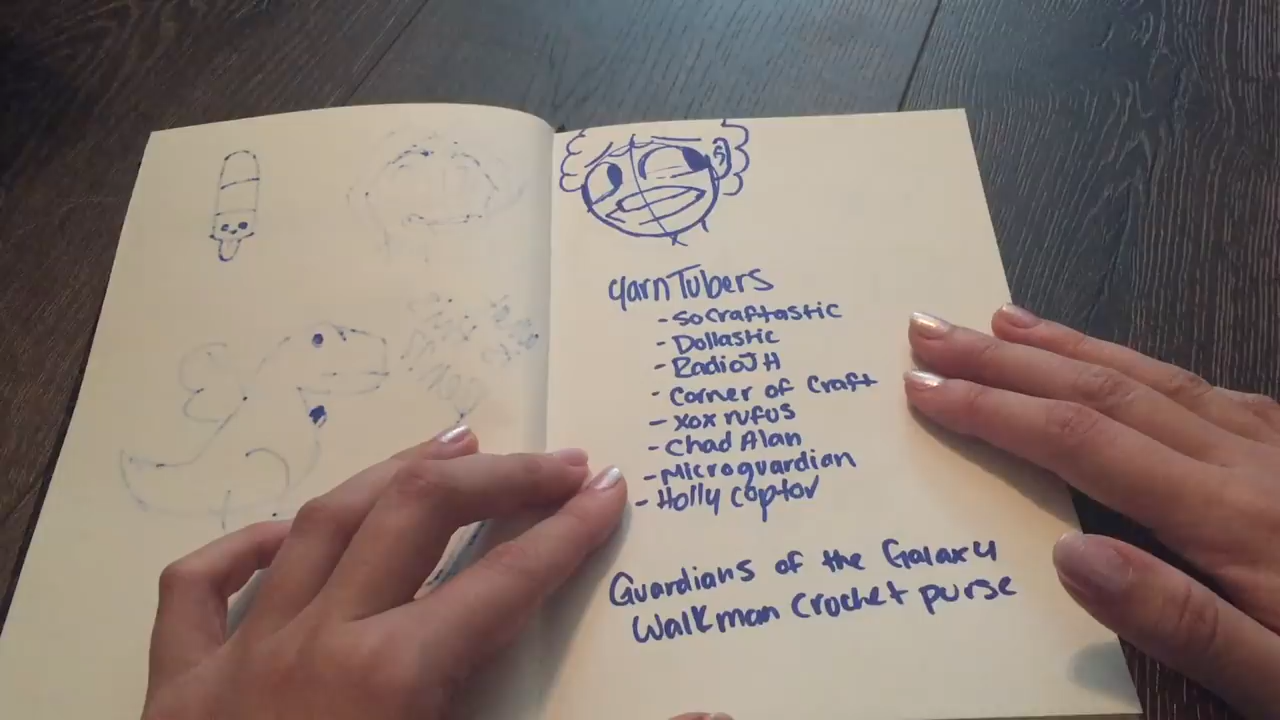 YarnTubers
- SoCraftastic
- Dollastic
- RadioJH
- Corner of Craft
- xox rufus
- Chad Alan
- Microguardian
- Holly Coptor
Guardians of the Galaxy
Walkman Crochet purse